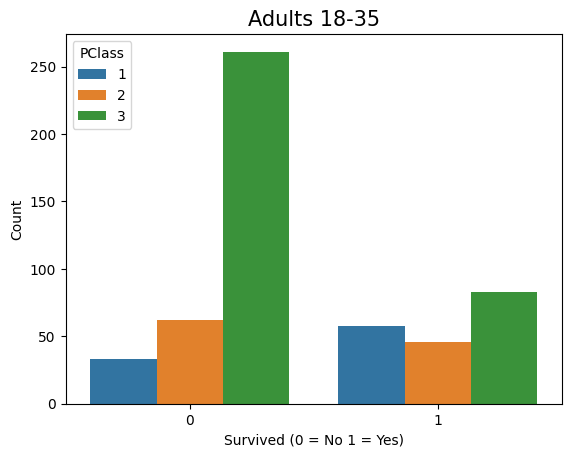 Adults 18-35
PClass
1
2
3
250
200
150
100
50
0
Count
0 1
Survived (0 = No 1 = Yes)